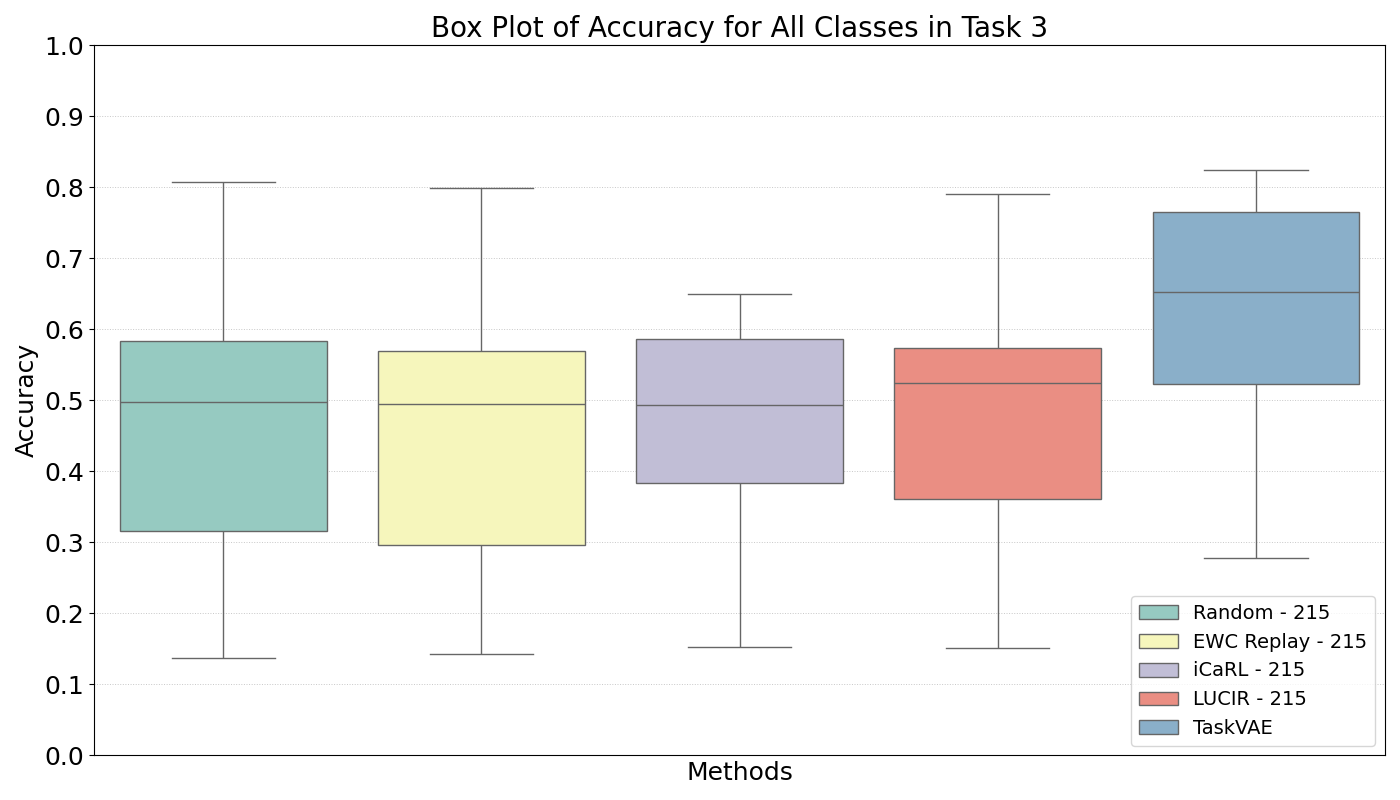 Box Plot of Accuracy for All Classes in Task 3
1.0
0.9
0.8
0.7
0.6
0.5
0.4
0.3
0.2
0.1
0.0
Accuracy
Methods
Random - 215
EWC Replay - 215
iCaRL - 215
LUCIR - 215
TaskVAE